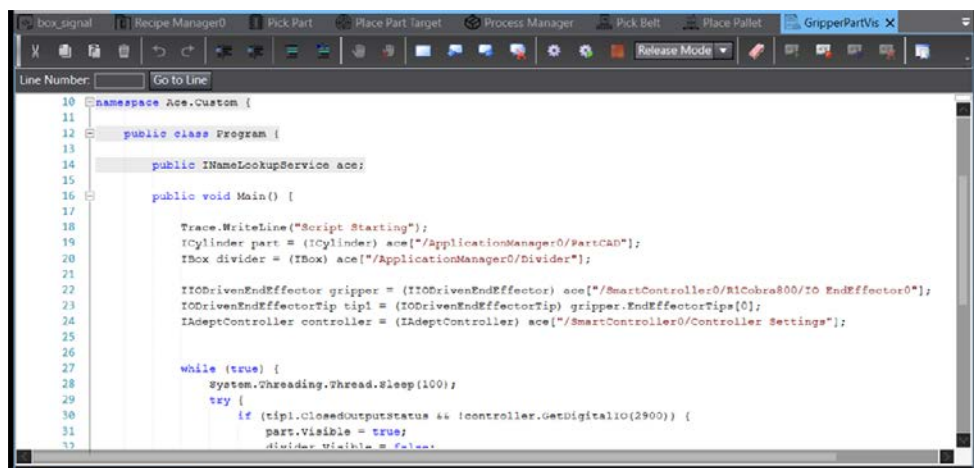 box_signal Recipe Manager0 Pick Part Place Part Target Process Manager Pick Belt Place Pallet GripperPartVis X
Release Mode
Line Number: Go to Line
10 namespace Ace.Custom {
11
12 public class Program {
13
14 public INameLookupService ace;
15
16 public void Main() {
17
18 Trace.WriteLine("Script Starting");
19 ICylinder part = (ICylinder) ace["/ApplicationManager0/PartCAD"];
20 IBox divider = (IBox) ace["/ApplicationManager0/Divider"];
21
22 IIODrivenEndEffector gripper = (IIODrivenEndEffector) ace["/SmartController0/R1Cobra800/IO EndEffector0"];
23 IODrivenEndEffectorTip tip1 = (IODrivenEndEffectorTip) gripper.EndEffectorTips[0];
24 IAdeptController controller = (IAdeptController) ace["/SmartController0/Controller Settings"];
25
26
27 while (true) {
28 System.Threading.Thread.Sleep(100);
29 try {
30 if (tip1.ClosedOutputStatus && !controller.GetDigitalIO(2900)) {
31 part.Visible = true;
32 divider.Visible = false;